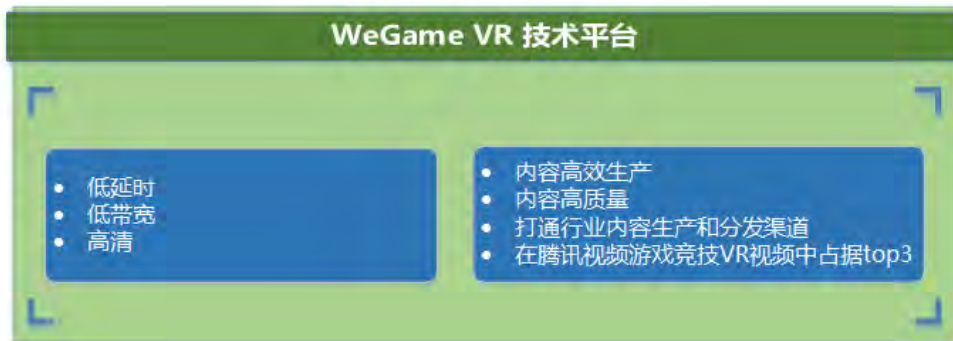 WeGame VR 技术平台
• 低延时
• 低带宽
• 高清
• 内容高效生产
• 内容高质量
• 打通行业内容生产和分发渠道
• 在腾讯视频游戏竞技VR视频中占据top3